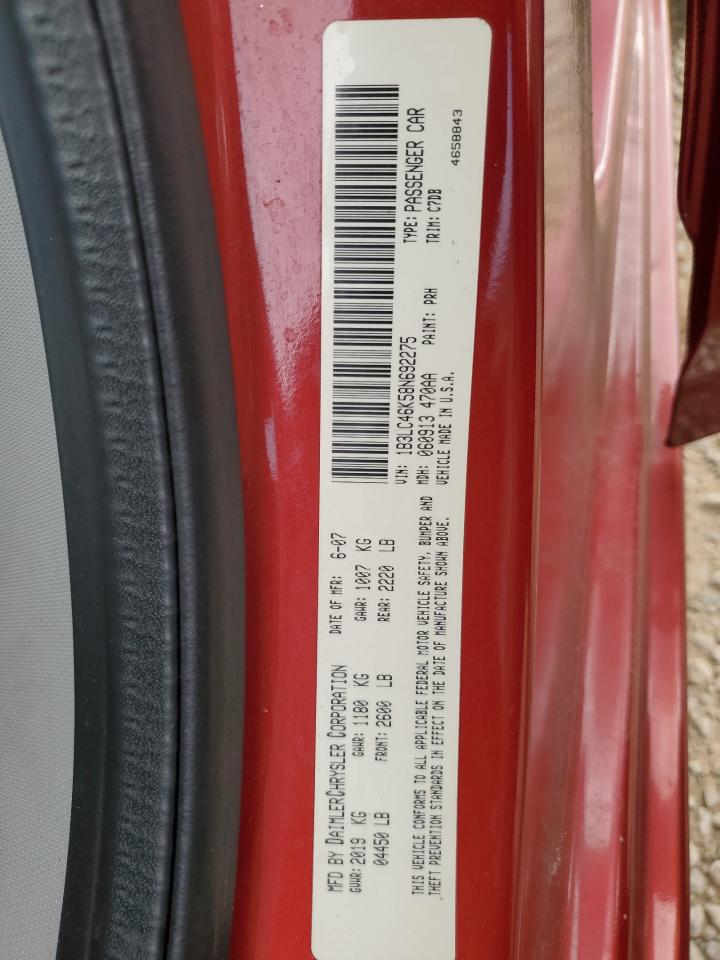 MFD BY DAIMLERCHRYSLER CORPORATION DATE OF MFR: 6-07
GVWR: 2019 KG GAWR: 1180 KG GAWR: 1007 KG
04450 LB FRONT: 2600 LB REAR: 2220 LB
THIS VEHICLE CONFORMS TO ALL APPLICABLE FEDERAL MOTOR VEHICLE SAFETY, BUMPER AND
THEFT PREVENTION STANDARDS IN EFFECT ON THE DATE OF MANUFACTURE SHOWN ABOVE.
VIN: 1B3LC46K58N692275 TYPE: PASSENGER CAR
MDH: 060913 470AA PAINT: PRH TRIM: C7DB
VEHICLE MADE IN U.S.A. 4658843